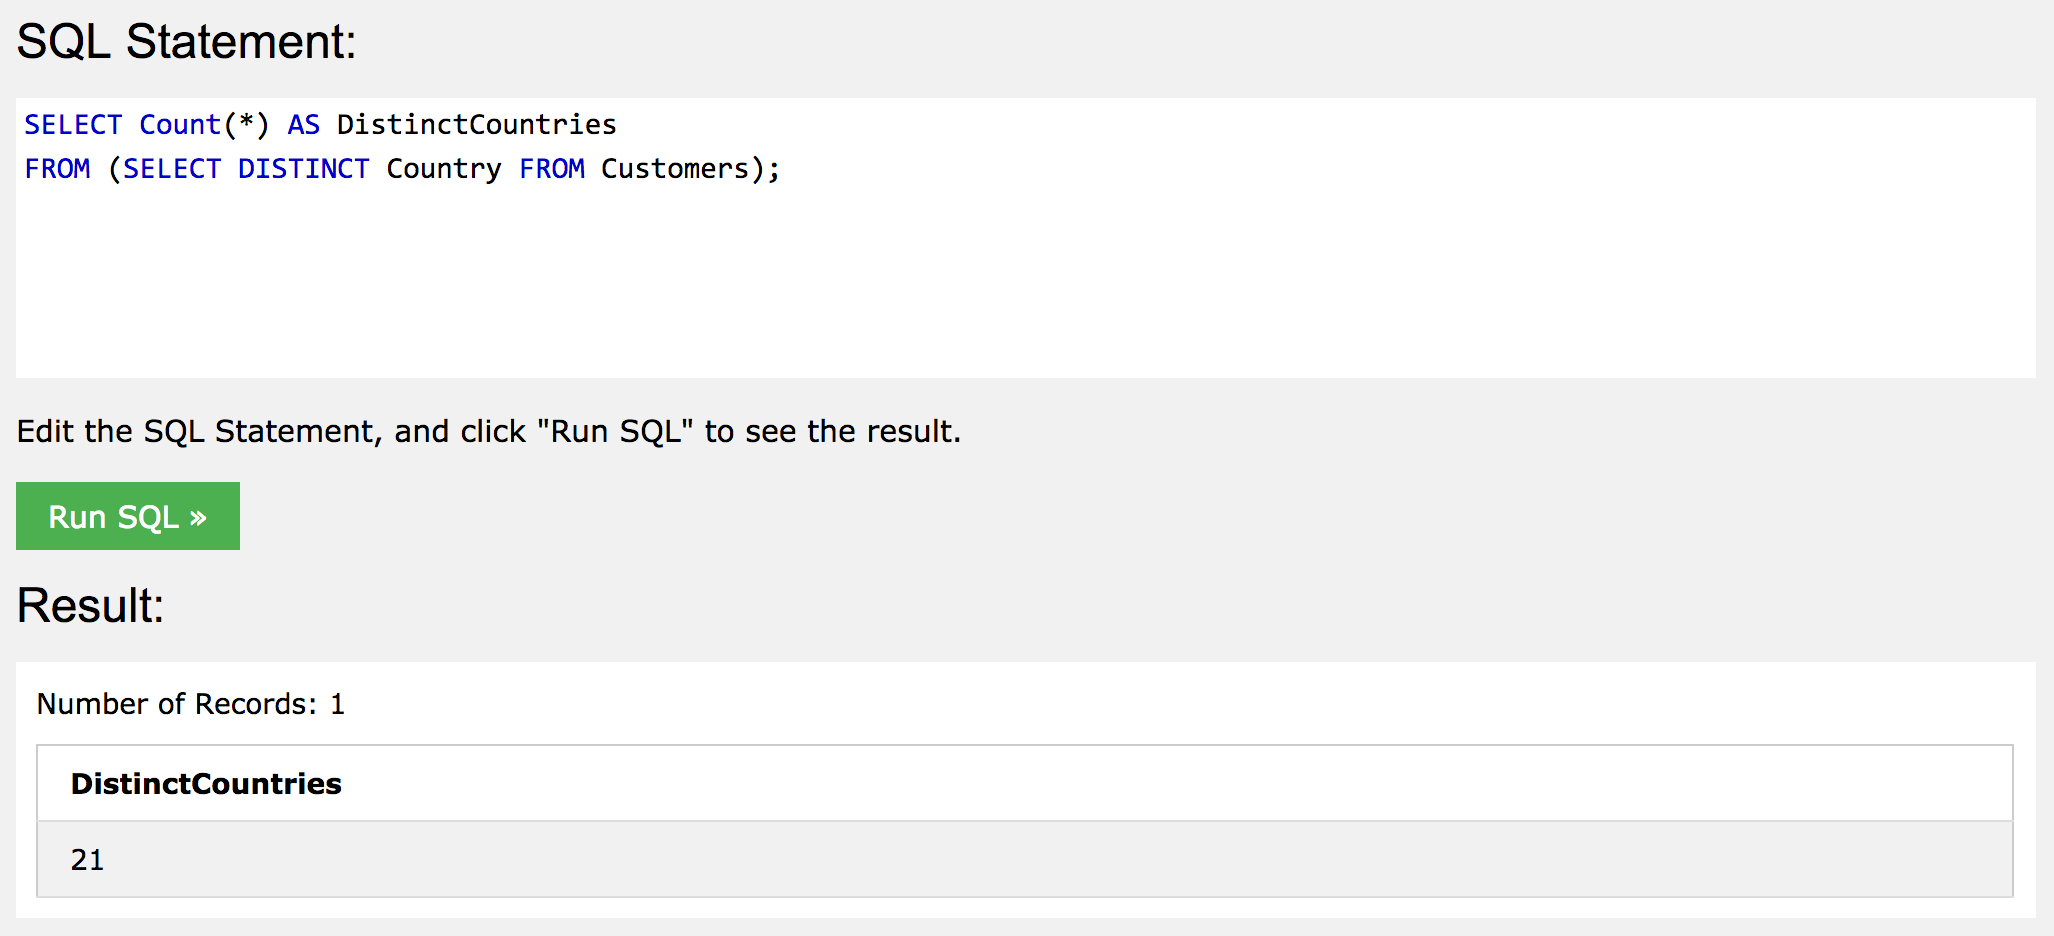 SQL Statement:
SELECT Count(*) AS DistinctCountries
FROM (SELECT DISTINCT Country FROM Customers);
Edit the SQL Statement, and click "Run SQL" to see the result.
Run SQL »
Result:
Number of Records: 1
DistinctCountries
21